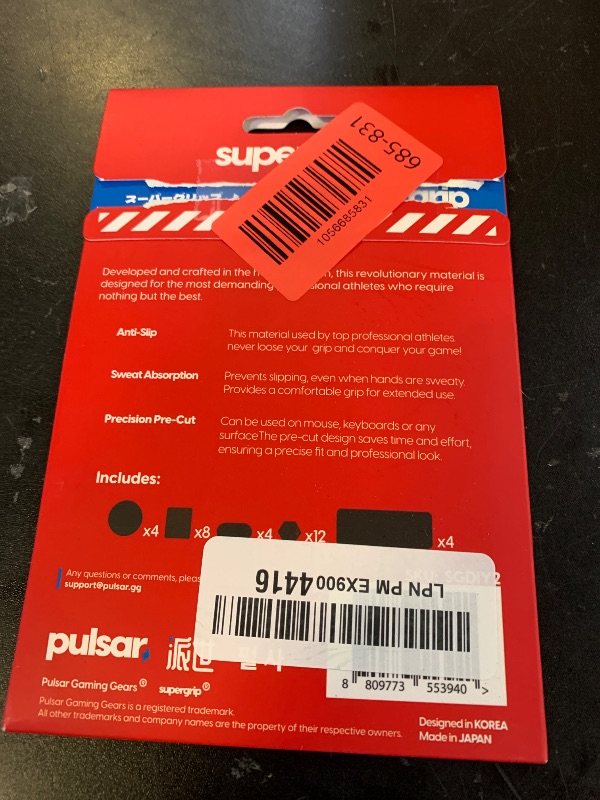 685-831
1056685831
supe
スーパーグリップ
grip
Developed and crafted in the h n, this revolutionary material is
designed for the most demanding ional athletes who require
nothing but the best.
Anti-Slip
This material used by top professional athletes
never loose your grip and conquer your game!
Sweat Absorption
Prevents slipping, even when hands are sweaty.
Provides a comfortable grip for extended use.
Precision Pre-Cut
Can be used on mouse, keyboards or any
surface The pre-cut design saves time and effort,
ensuring a precise fit and professional look.
Includes:
x4 x8 x4 x12 x4
SKU: SGDIY2
Any questions or comments, pleas
support@pulsar.gg
LPN PM EX900 4416
pulsar
8 809773 553940 >
Pulsar Gaming Gears® supergrip®
Pulsar Gaming Gears is a registered trademark.
All other trademarks and company names are the property of their respective owners.
Designed in KOREA
Made in JAPAN